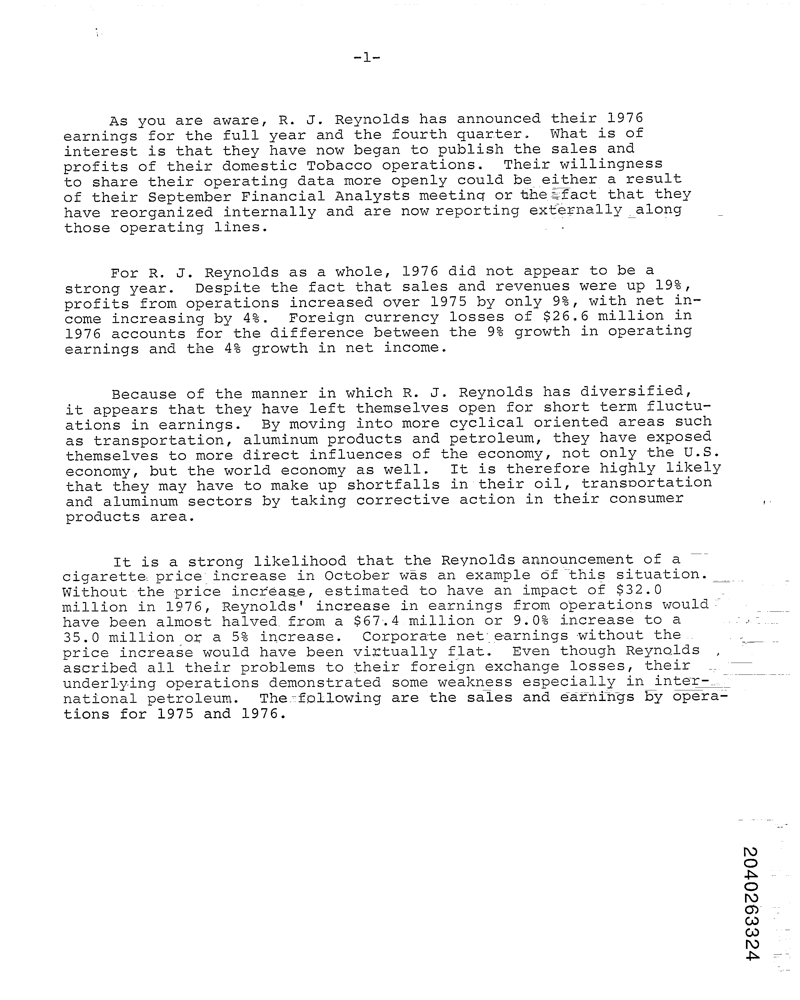 -1-
As you are aware, R. J. Reynolds has announced their 1976
earnings for the full year and the fourth quarter. What is of
interest is that they have now began to publish the sales and
profits of their domestic Tobacco operations. Their willingness
to share their operating data more openly could be either a result
of their September Financial Analysts meeting or the fact that they
have reorganized internally and are now reporting externally along
those operating lines.
For R. J. Reynolds as a whole, 1976 did not appear to be a
strong year. Despite the fact that sales and revenues were up 19%,
profits from operations increased over 1975 by only 9%, with net in-
come increasing by 4%. Foreign currency losses of $26.6 million in
1976 accounts for the difference between the 9% growth in operating
earnings and the 4% growth in net income.
Because of the manner in which R. J. Reynolds has diversified,
it appears that they have left themselves open for short term fluctu-
ations in earnings. By moving into more cyclical oriented areas such
as transportation, aluminum products and petroleum, they have exposed
themselves to more direct influences of the economy, not only the U.S.
economy, but the world economy as well. It is therefore highly likely
that they may have to make up shortfalls in their oil, transportation
and aluminum sectors by taking corrective action in their consumer
products area.
It is a strong likelihood that the Reynolds announcement of a
cigarette price increase in October was an example of this situation.
Without the price increase, estimated to have an impact of $32.0
million in 1976, Reynolds' increase in earnings from operations would
have been almost halved from a $67.4 million or 9.0% increase to a
35.0 million or a 5% increase. Corporate net earnings without the
price increase would have been virtually flat. Even though Reynolds
ascribed all their problems to their foreign exchange losses, their
underlying operations demonstrated some weakness especially in inter-
national petroleum. The following are the sales and earnings by opera-
tions for 1975 and 1976.
2040263324